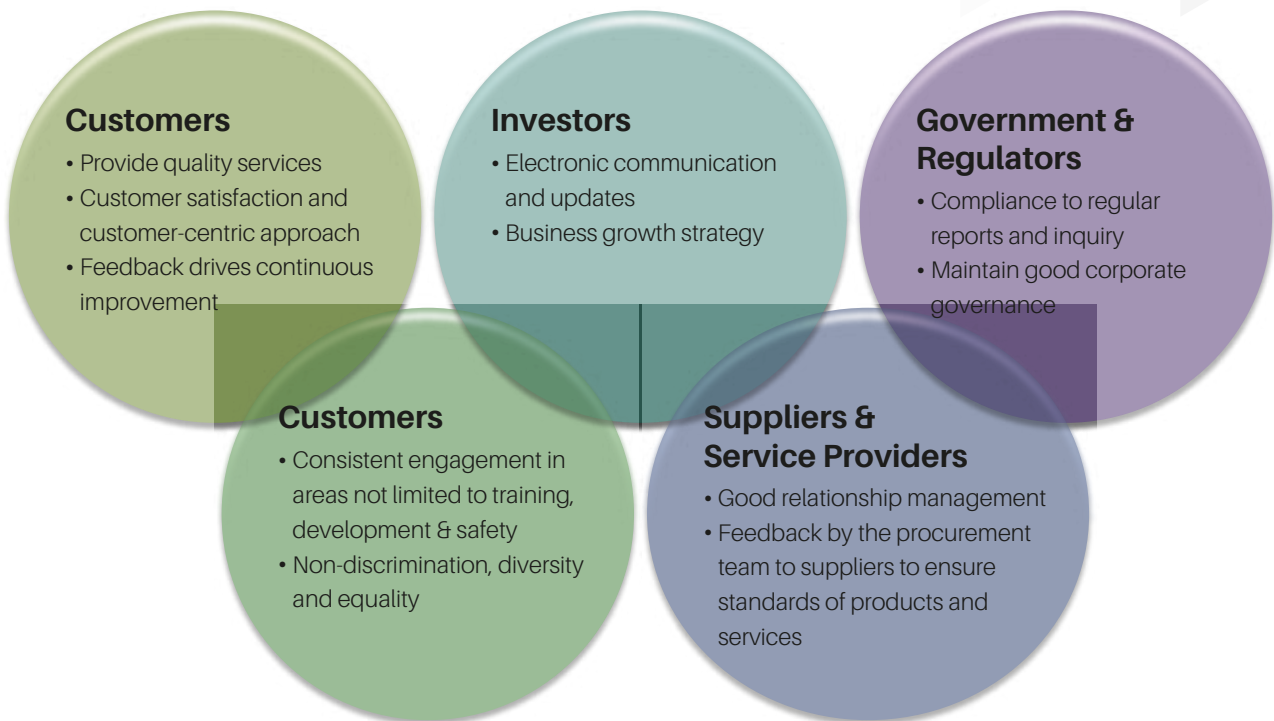 Customers
• Provide quality services
• Customer satisfaction and
customer-centric approach
• Feedback drives continuous
improvement
Investors
• Electronic communication
and updates
• Business growth strategy
Government &
Regulators
• Compliance to regular
reports and inquiry
• Maintain good corporate
governance
Customers
• Consistent engagement in
areas not limited to training,
development & safety
• Non-discrimination, diversity
and equality
Suppliers &
Service Providers
• Good relationship management
• Feedback by the procurement
team to suppliers to ensure
standards of products and
services